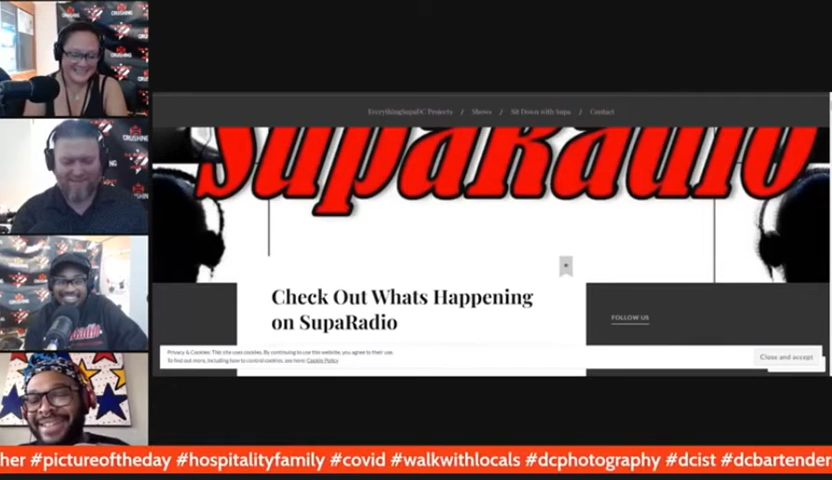 EverythingSupaDC Projects / Shows / Sit Down with Supa / Contact
SupaRadio
Check Out Whats Happening
on SupaRadio
FOLLOW US
Privacy & Cookies: This site uses cookies. By continuing to use this website, you agree to their use.
To find out more, including how to control cookies, see here: Cookie Policy
Close and accept
CRUSHING
CRUSHING
her #pictureoftheday #hospitalityfamily #covid #walkwithlocals #dcphotography #dcist #dcbartender